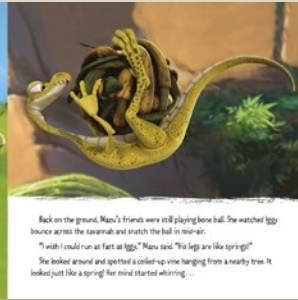 Back on the ground, Mazu's friends were still playing bone ball. She watched Iggy
bounce across the savannah and snatch the ball in mid-air.
"I wish I could run as fast as Iggy," Mazu said. "His legs are like springs!"
She looked around and spotted a coiled-up vine hanging from a nearby tree. It
looked just like a spring! Her mind started whirring . . .